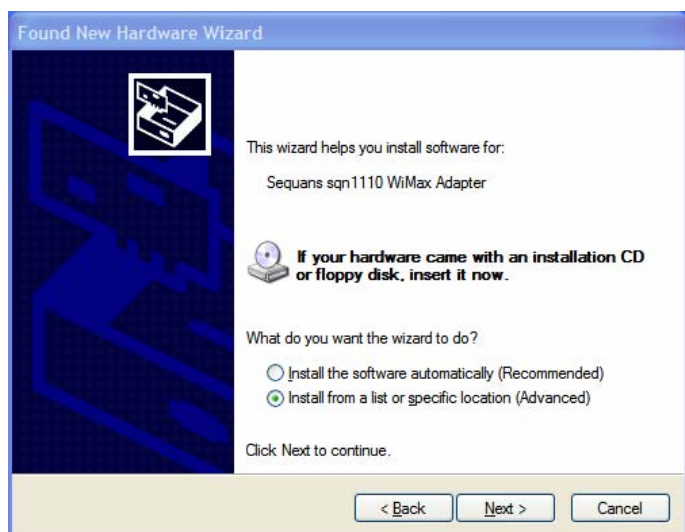 Found New Hardware Wizard
This wizard helps you install software for:
Sequans sqn1110 WiMax Adapter
If your hardware came with an installation CD
or floppy disk, insert it now.
What do you want the wizard to do?
Install the software automatically (Recommended)
Install from a list or specific location (Advanced)
Click Next to continue.
< Back Next > Cancel